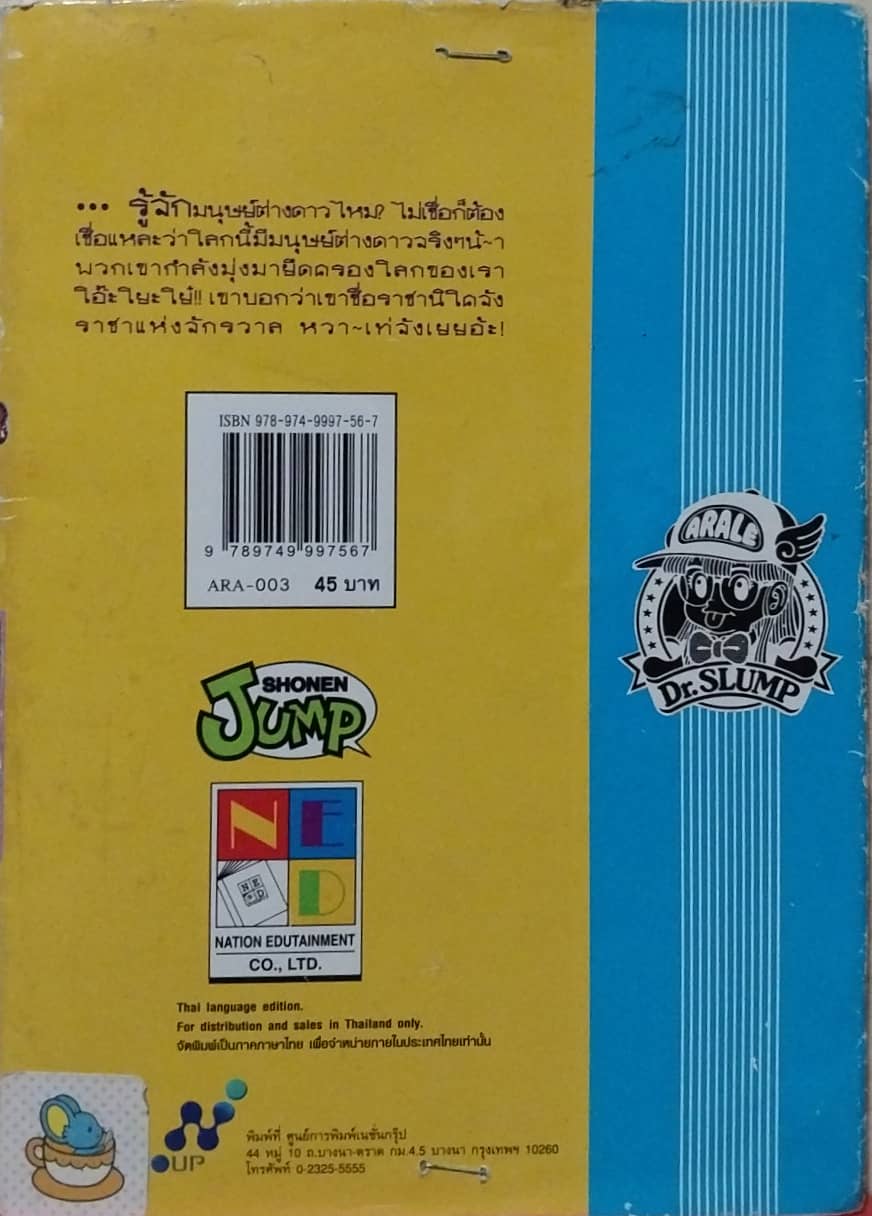 ... รู้จักมนุษย์ต่างดาวไหม? ไม่เชื่อก็ต้อง
เชื่อแหละว่าโลกนี้มีมนุษย์ต่างดาวจริงๆน้~า
พวกเขากำลังมุ่งมายึดครองโลกของเรา
โอ๊ะโยะโย่!! เขาบอกว่าเขาชื่อราชานิโคจัง
ราชาแห่งจักรวาล หวา~เท่จังเยยอ้ะ!
ISBN 978-974-9997-56-7
9 789749 997567
ARA-003 45 บาท
ARALE
Dr. SLUMP
SHONEN
JUMP
N E
D
N E
D
NATION EDUTAINMENT
CO., LTD.
Thai language edition.
For distribution and sales in Thailand only.
จัดพิมพ์เป็นภาคภาษาไทย เพื่อจำหน่ายภายในประเทศไทยเท่านั้น
UP
พิมพ์ที่ ศูนย์การพิมพ์เนชั่นกรุ๊ป
44 หมู่ 10 ถ.บางนา-ตราด กม.4.5 บางนา กรุงเทพฯ 10260
โทรศัพท์ 0-2325-5555